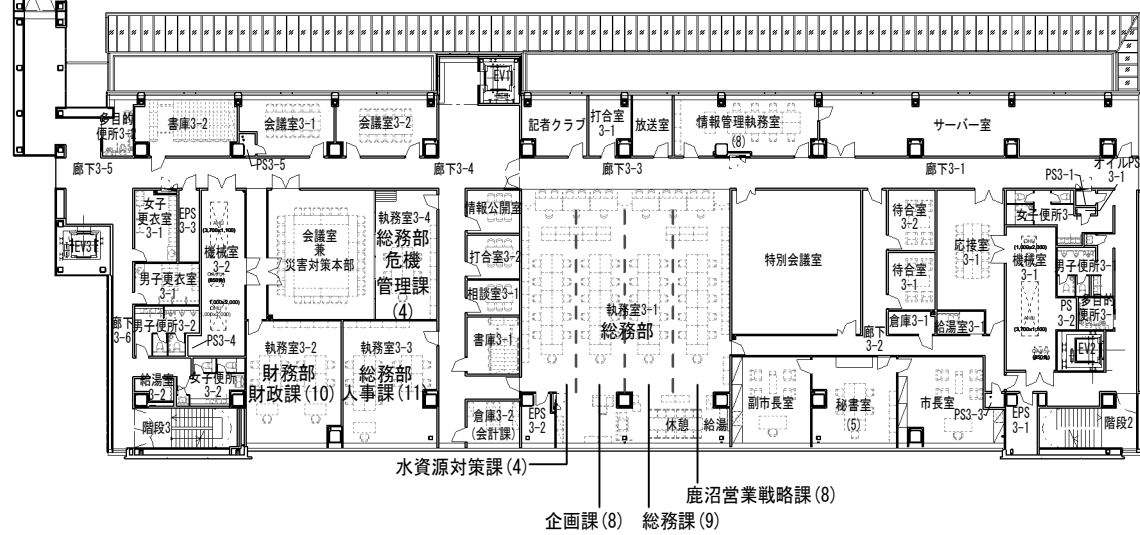 EV1
多目的
便所3-2
書庫3-2
会議室3-1
会議室3-2
記者クラブ
打合室
3-1
放送室
情報管理執務室
(8)
サーバー室
PS3-5
廊下3-5
廊下3-4
廊下3-3
廊下3-1
オイルPS
3-1
PS3-1
女子
更衣室
3-1
EPS
3-3
機械室
3-2
会議室
兼
災害対策本部
執務室3-4
総務部
危機
管理課
(4)
情報公開室
打合室3-2
相談室3-1
書庫3-1
執務室3-1
総務部
特別会議室
待合室
3-2
待合室
3-1
応接室
3-1
女子便所3-1
機械室
3-1
男子便所3-1
PS
3-2
多目的
便所3-1
EV2
EV3
男子更衣室
3-1
廊下
3-6
男子便所3-2
PS3-4
倉庫3-1
給湯室3-1
廊下
3-2
執務室3-2
財務部
財政課(10)
執務室3-3
総務部
人事課(11)
給湯室
3-2
女子便所
3-2
階段3
倉庫3-2
(会計課)
EPS
3-2
休憩
給湯
副市長室
秘書室
(5)
市長室
PS3-3
EPS
3-1
階段2
水資源対策課(4)
鹿沼営業戦略課(8)
企画課(8)
総務課(9)